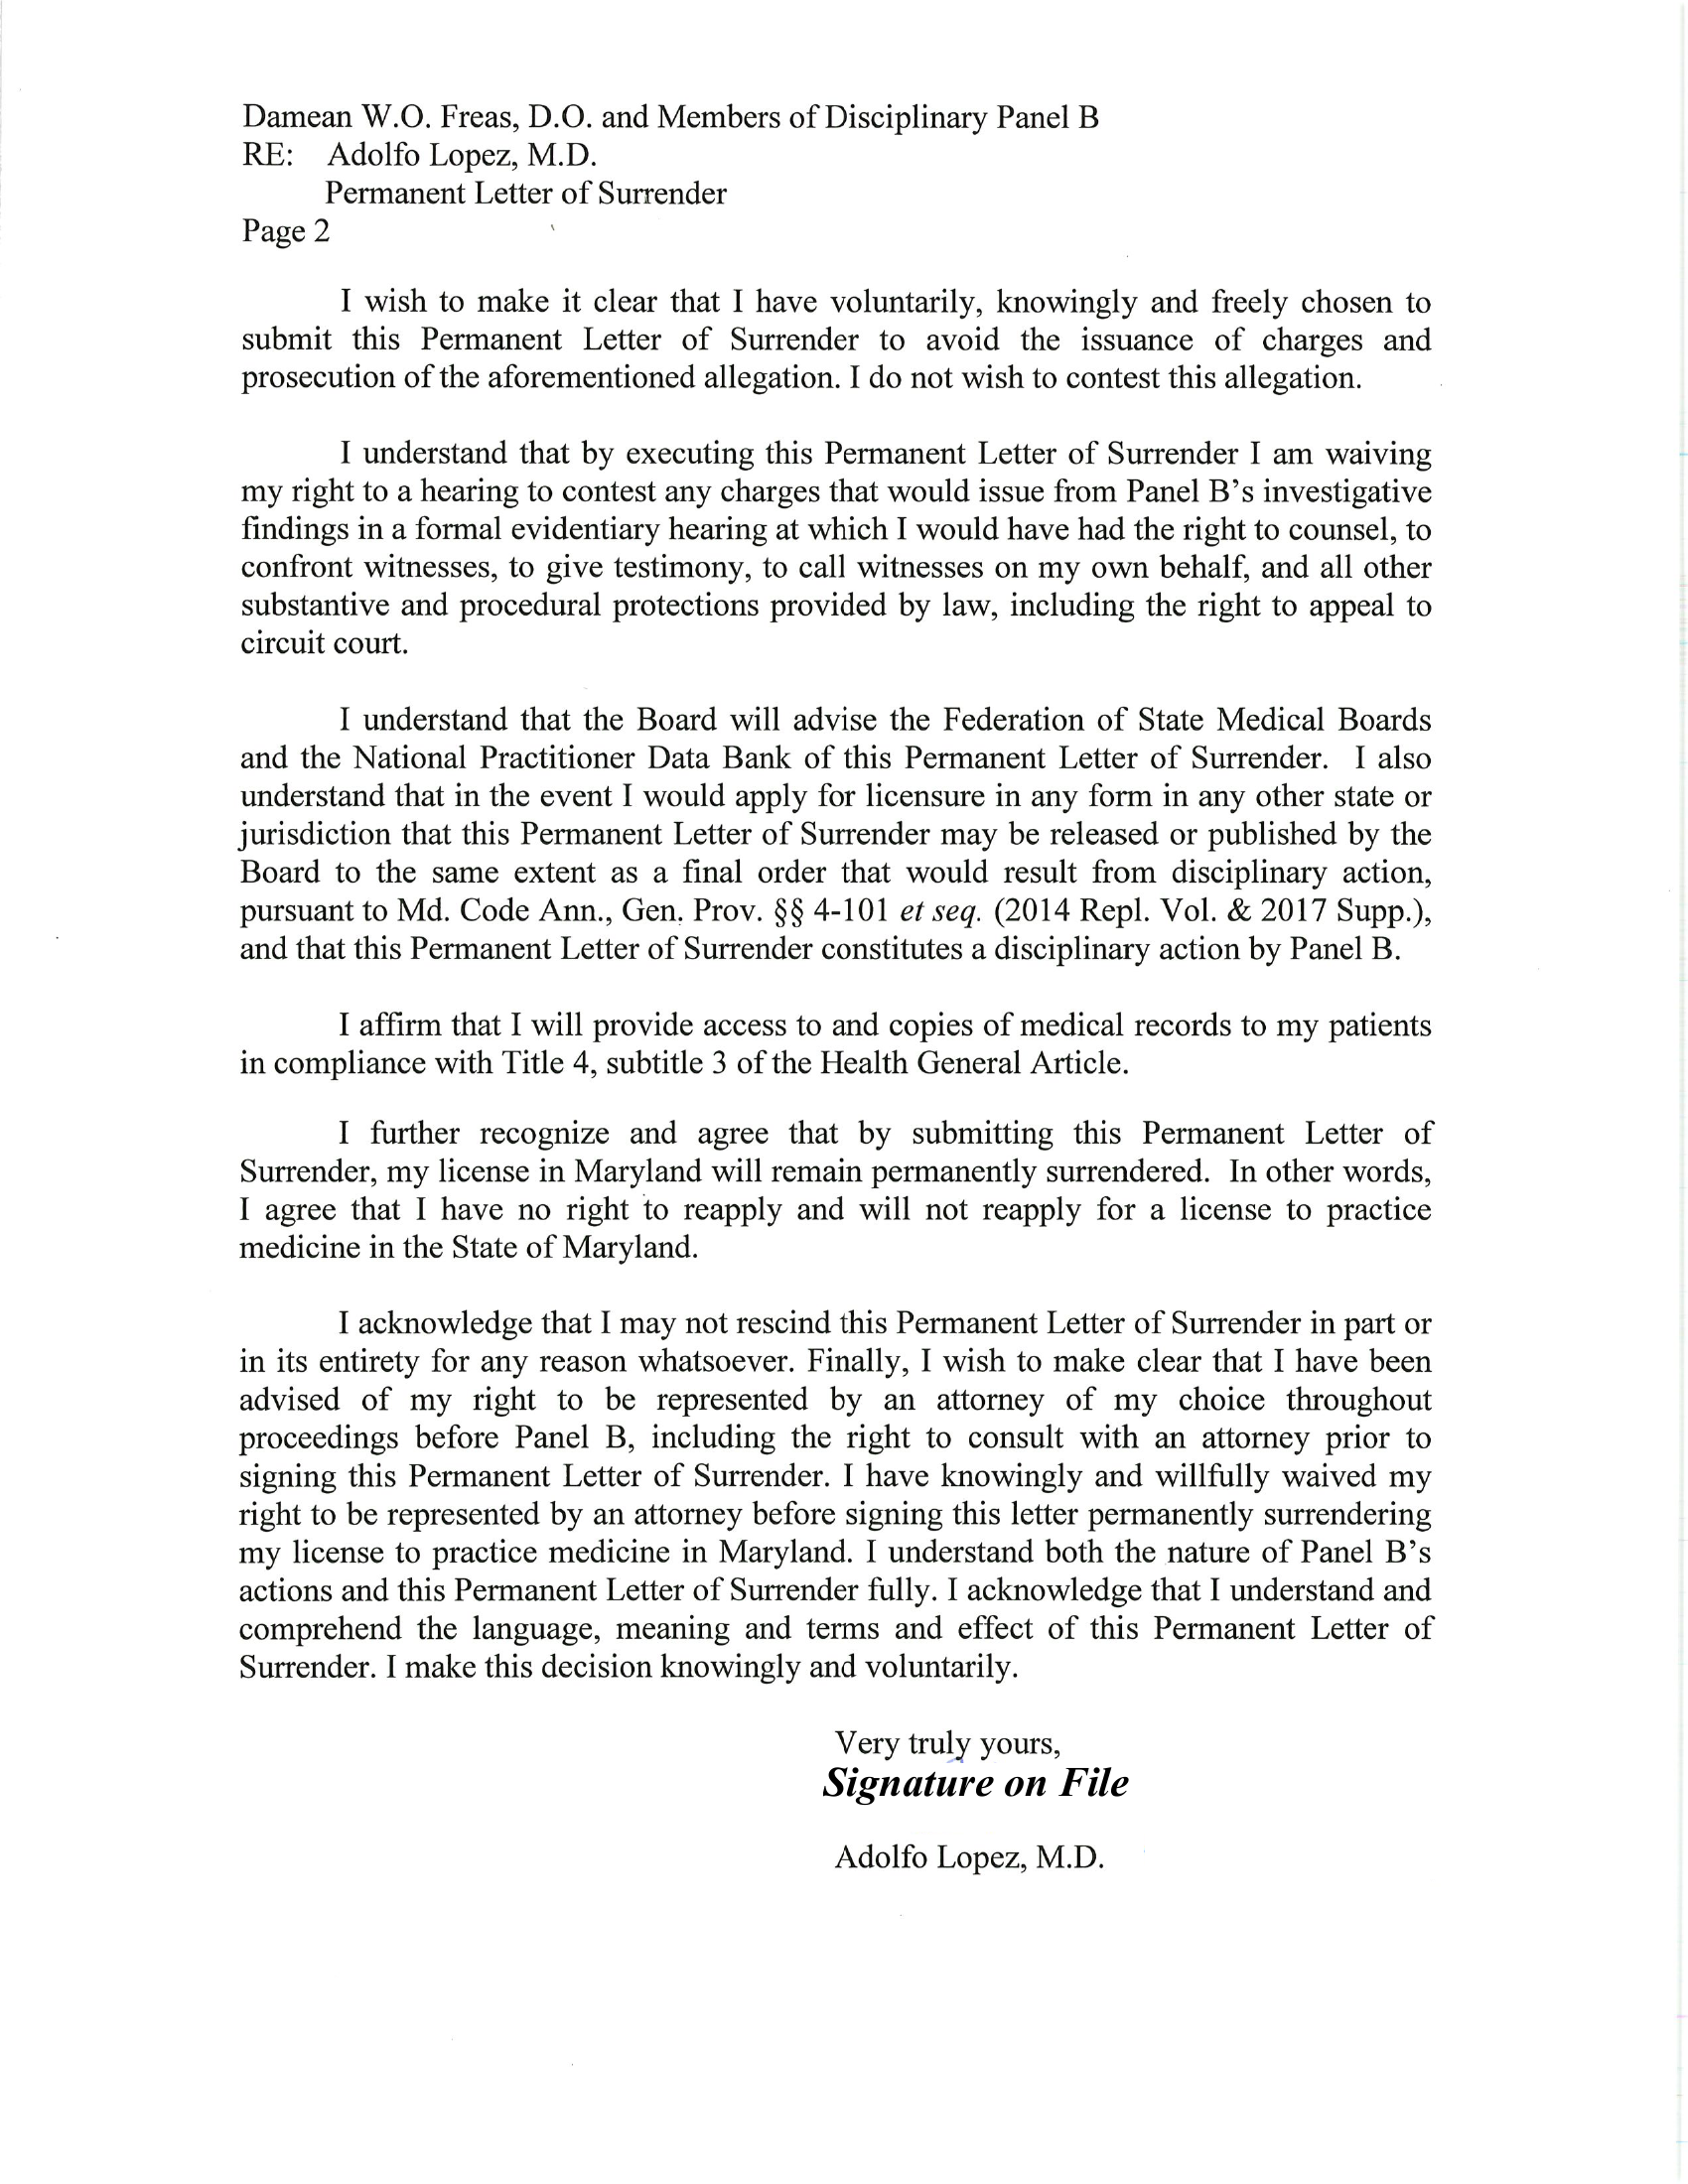 Damean W.O. Freas, D.O. and Members of Disciplinary Panel B
RE: Adolfo Lopez, M.D.
Permanent Letter of Surrender
Page 2
I wish to make it clear that I have voluntarily, knowingly and freely chosen to
submit this Permanent Letter of Surrender to avoid the issuance of charges and
prosecution of the aforementioned allegation. I do not wish to contest this allegation.
I understand that by executing this Permanent Letter of Surrender I am waiving
my right to a hearing to contest any charges that would issue from Panel B's investigative
findings in a formal evidentiary hearing at which I would have had the right to counsel, to
confront witnesses, to give testimony, to call witnesses on my own behalf, and all other
substantive and procedural protections provided by law, including the right to appeal to
circuit court.
I understand that the Board will advise the Federation of State Medical Boards
and the National Practitioner Data Bank of this Permanent Letter of Surrender. I also
understand that in the event I would apply for licensure in any form in any other state or
jurisdiction that this Permanent Letter of Surrender may be released or published by the
Board to the same extent as a final order that would result from disciplinary action,
pursuant to Md. Code Ann., Gen. Prov. §§ 4-101 et seq. (2014 Repl. Vol. & 2017 Supp.),
and that this Permanent Letter of Surrender constitutes a disciplinary action by Panel B.
I affirm that I will provide access to and copies of medical records to my patients
in compliance with Title 4, subtitle 3 of the Health General Article.
I further recognize and agree that by submitting this Permanent Letter of
Surrender, my license in Maryland will remain permanently surrendered. In other words,
I agree that I have no right to reapply and will not reapply for a license to practice
medicine in the State of Maryland.
I acknowledge that I may not rescind this Permanent Letter of Surrender in part or
in its entirety for any reason whatsoever. Finally, I wish to make clear that I have been
advised of my right to be represented by an attorney of my choice throughout
proceedings before Panel B, including the right to consult with an attorney prior to
signing this Permanent Letter of Surrender. I have knowingly and willfully waived my
right to be represented by an attorney before signing this letter permanently surrendering
my license to practice medicine in Maryland. I understand both the nature of Panel B's
actions and this Permanent Letter of Surrender fully. I acknowledge that I understand and
comprehend the language, meaning and terms and effect of this Permanent Letter of
Surrender. I make this decision knowingly and voluntarily.
Very truly yours,
Signature on File
Adolfo Lopez, M.D.